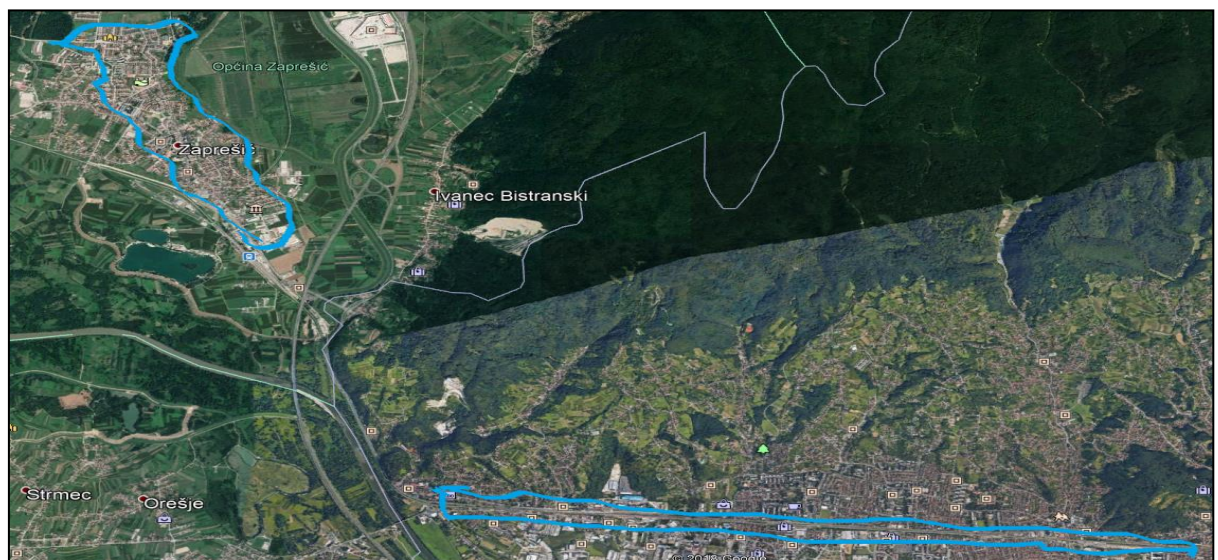 Općina Zaprešić
Zaprešić
Ivanec Bistranski
Strmec
Orešje
© 2018 Google